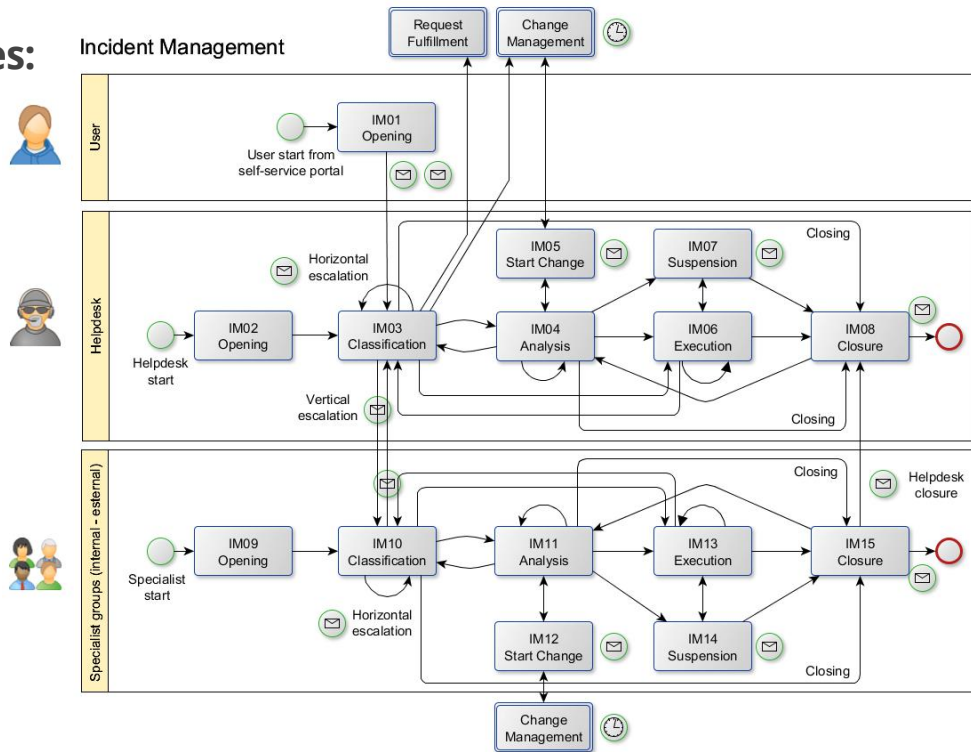 es:
Incident Management
Request
Fulfillment
Change
Management
User
IM01
Opening
User start from
self-service portal
Helpdesk
Horizontal
escalation
IM05
Start Change
IM07
Suspension
Closing
Helpdesk
start
IM02
Opening
IM03
Classification
IM04
Analysis
IM06
Execution
IM08
Closure
Vertical
escalation
Closing
Specialist groups (internal - esternal)
Closing
Helpdesk
closure
Specialist
start
IM09
Opening
IM10
Classification
IM11
Analysis
IM13
Execution
IM15
Closure
Horizontal
escalation
IM12
Start Change
IM14
Suspension
Closing
Change
Management